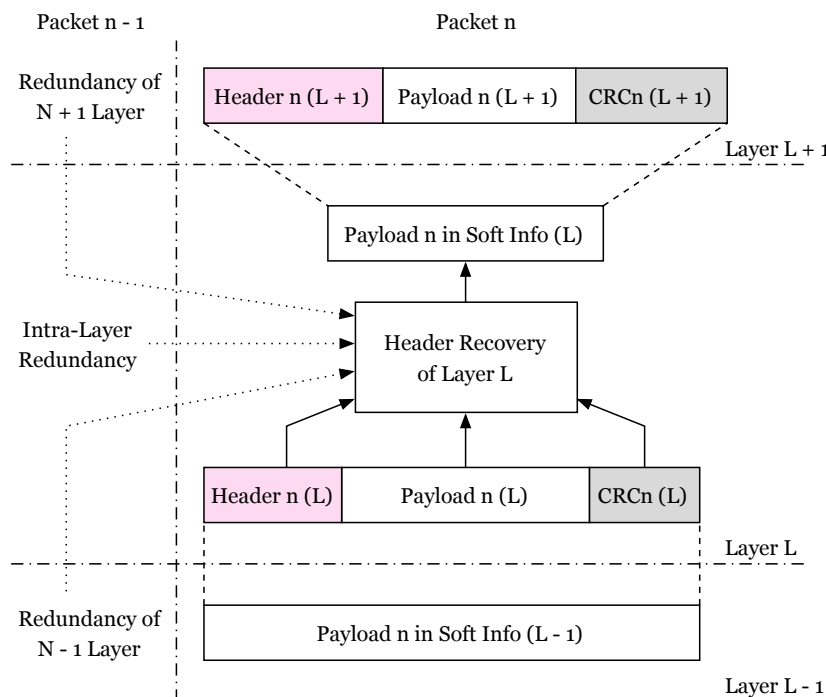 Packet n - 1
Packet n
Redundancy of
N + 1 Layer
Header n (L + 1)
Payload n (L + 1)
CRCn (L + 1)
Layer L + 1
Payload n in Soft Info (L)
Intra-Layer
Redundancy
Header Recovery
of Layer L
Header n (L)
Payload n (L)
CRCn (L)
Layer L
Redundancy of
N - 1 Layer
Payload n in Soft Info (L - 1)
Layer L - 1